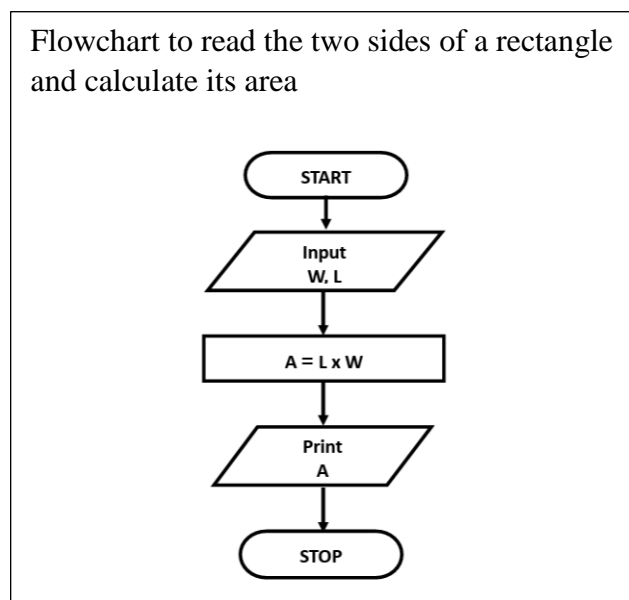 Flowchart to read the two sides of a rectangle
and calculate its area
START
Input
W, L
A = L x W
Print
A
STOP